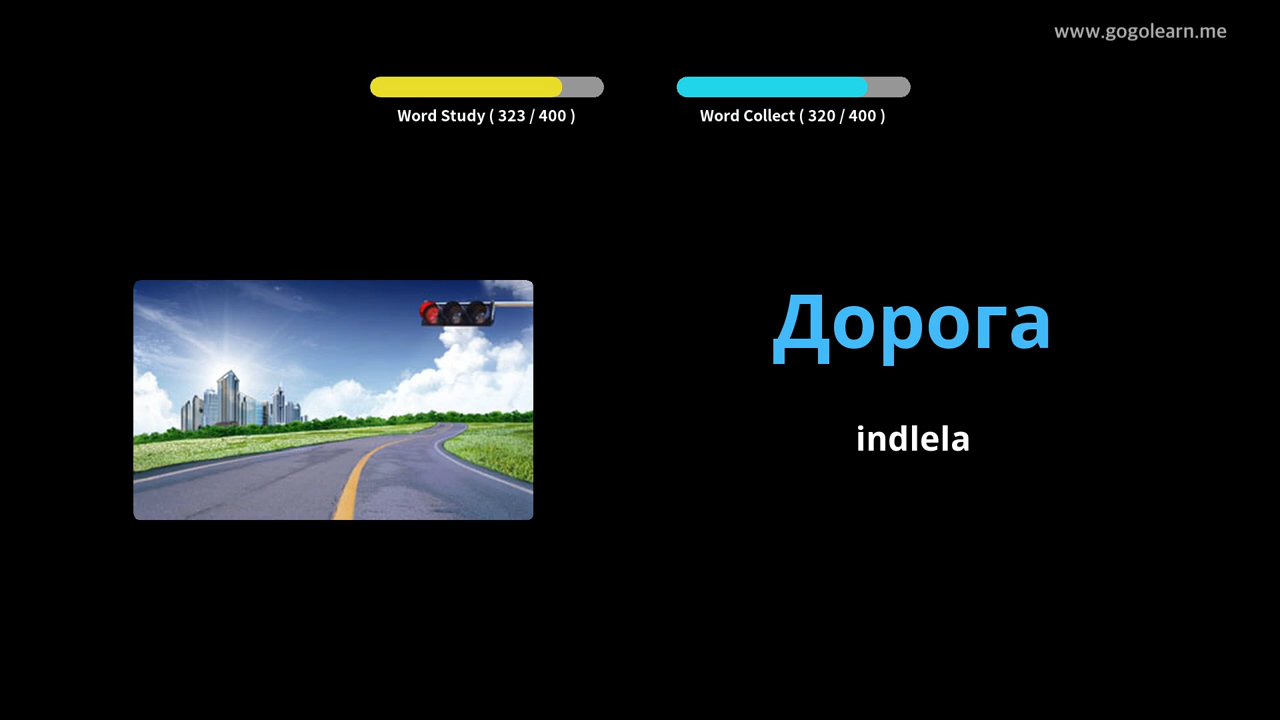 www.gogolearn.me
Word Study ( 323 / 400 )
Word Collect ( 320 / 400 )
Дорога
indlela